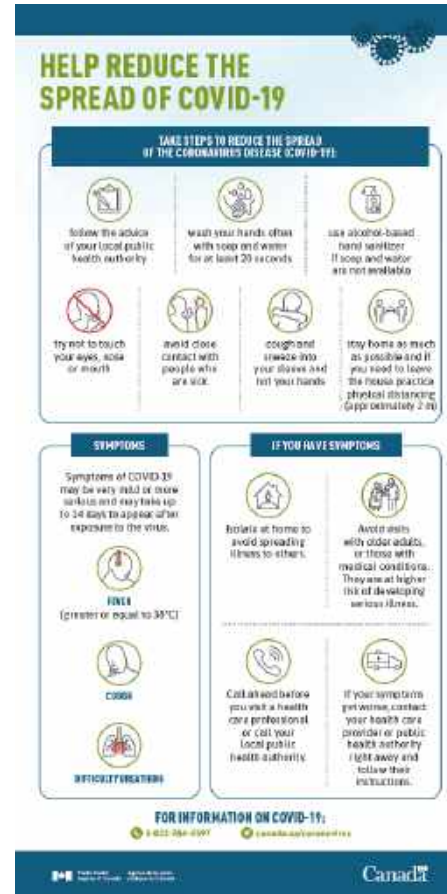 HELP REDUCE THE
SPREAD OF COVID-19
TAKE STEPS TO REDUCE THE SPREAD
OF THE CORONAVIRUS DISEASE (COVID-19):
follow the advice
of your local public
health authority
wash your hands often
with soap and water
for at least 20 seconds
use alcohol-based
hand sanitizer
if soap and water
are not available
try not to touch
your eyes, nose
or mouth
avoid close
contact with
people who
are sick
cough and
sneeze into
your sleeve and
not your hands
stay home as much
as possible and if
you need to leave
the house practice
physical distancing
(approximately 2 m)
SYMPTOMS
Symptoms of COVID-19
may be very mild or more
serious and may take up
to 14 days to appear after
exposure to the virus.
FEVER
(greater or equal to 38°C)
COUGH
DIFFICULTY BREATHING
IF YOU HAVE SYMPTOMS
Isolate at home to
avoid spreading
illness to others.
Avoid visits
with older adults,
or those with
medical conditions.
They are at higher
risk of developing
serious illness.
Call ahead before
you visit a health
care professional
or call your
local public
health authority.
If your symptoms
get worse, contact
your health care
provider or public
health authority
right away and
follow their
instructions.
FOR INFORMATION ON COVID-19:
canada.ca/coronavirus
Canada